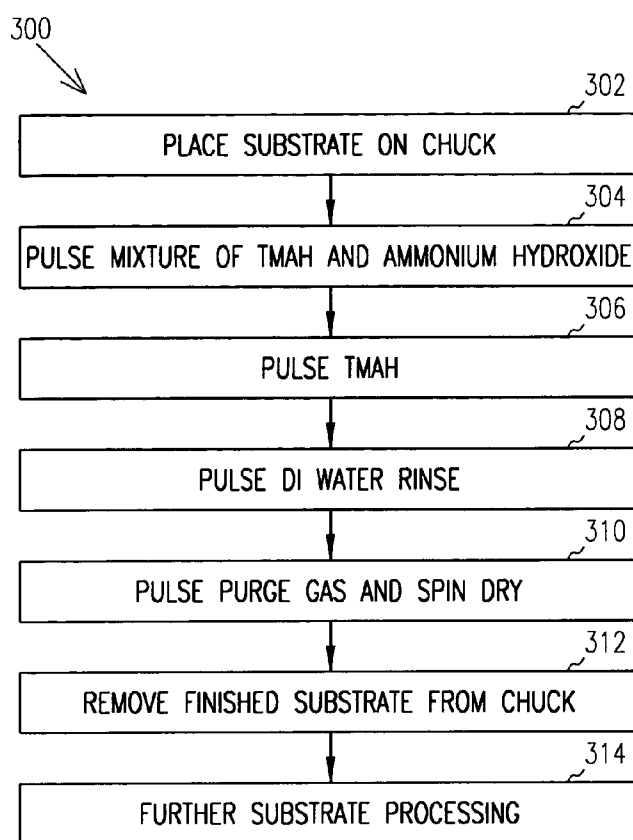 300
302
PLACE SUBSTRATE ON CHUCK
304
PULSE MIXTURE OF TMAH AND AMMONIUM HYDROXIDE
306
PULSE TMAH
308
PULSE DI WATER RINSE
310
PULSE PURGE GAS AND SPIN DRY
312
REMOVE FINISHED SUBSTRATE FROM CHUCK
314
FURTHER SUBSTRATE PROCESSING